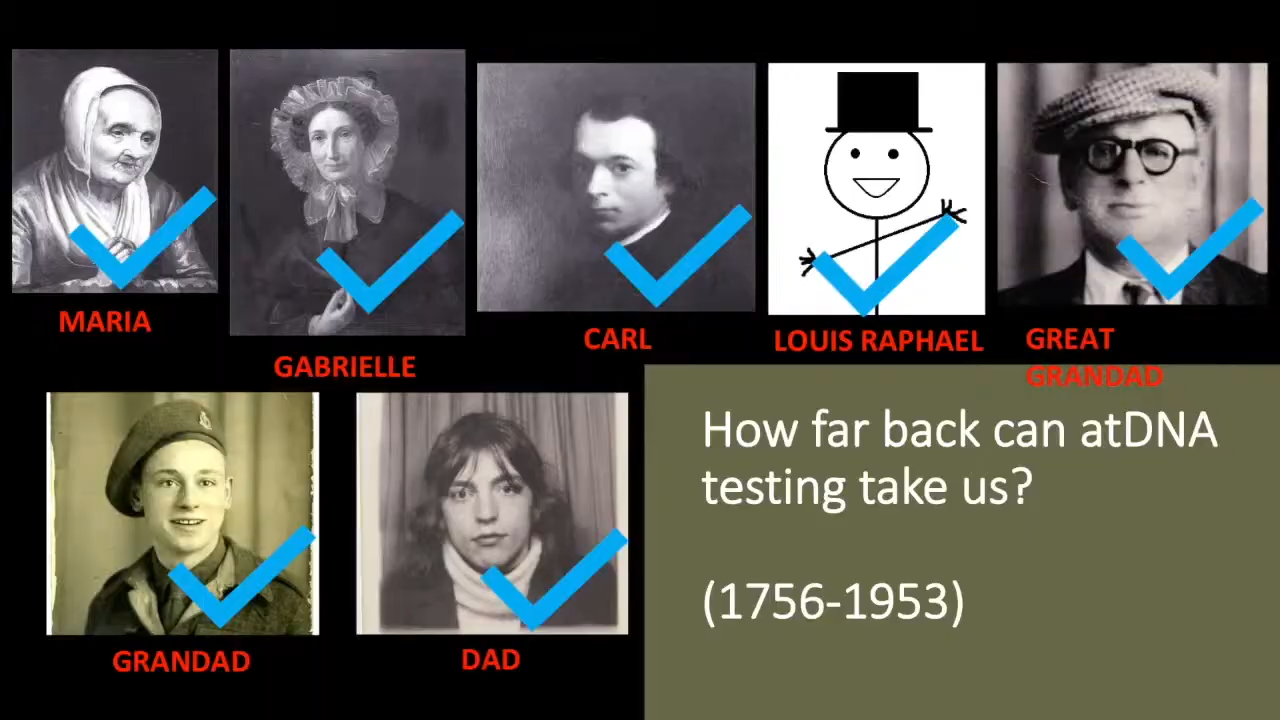 MARIA
GABRIELLE
CARL
LOUIS RAPHAEL
GREAT
GRANDAD
GRANDAD
DAD
How far back can atDNA
testing take us?
(1756-1953)